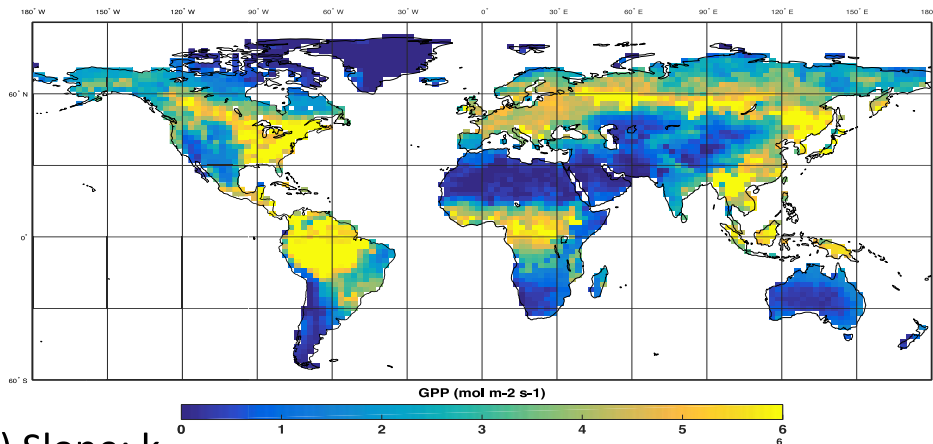 180° 150° W 120° W 90° W 60° W 30° W 0° 30° E 60° E 90° E 120° E 150° E 180
60° N
0°
60° S
GPP (mol m-2 s-1)
0 1 2 3 4 5 6
6
) Slope: k